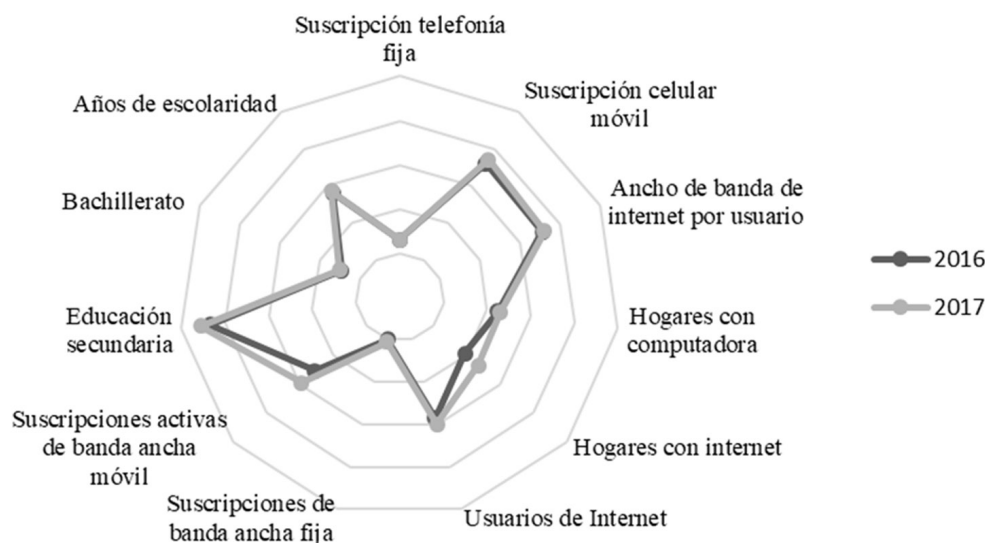 Suscripción telefonía
fija
Suscripción celular
móvil
Ancho de banda de
internet por usuario
Hogares con
computadora
Hogares con internet
Usuarios de Internet
Suscripciones de
banda ancha fija
Suscripciones activas
de banda ancha
móvil
Educación
secundaria
Bachillerato
Años de escolaridad
2016
2017